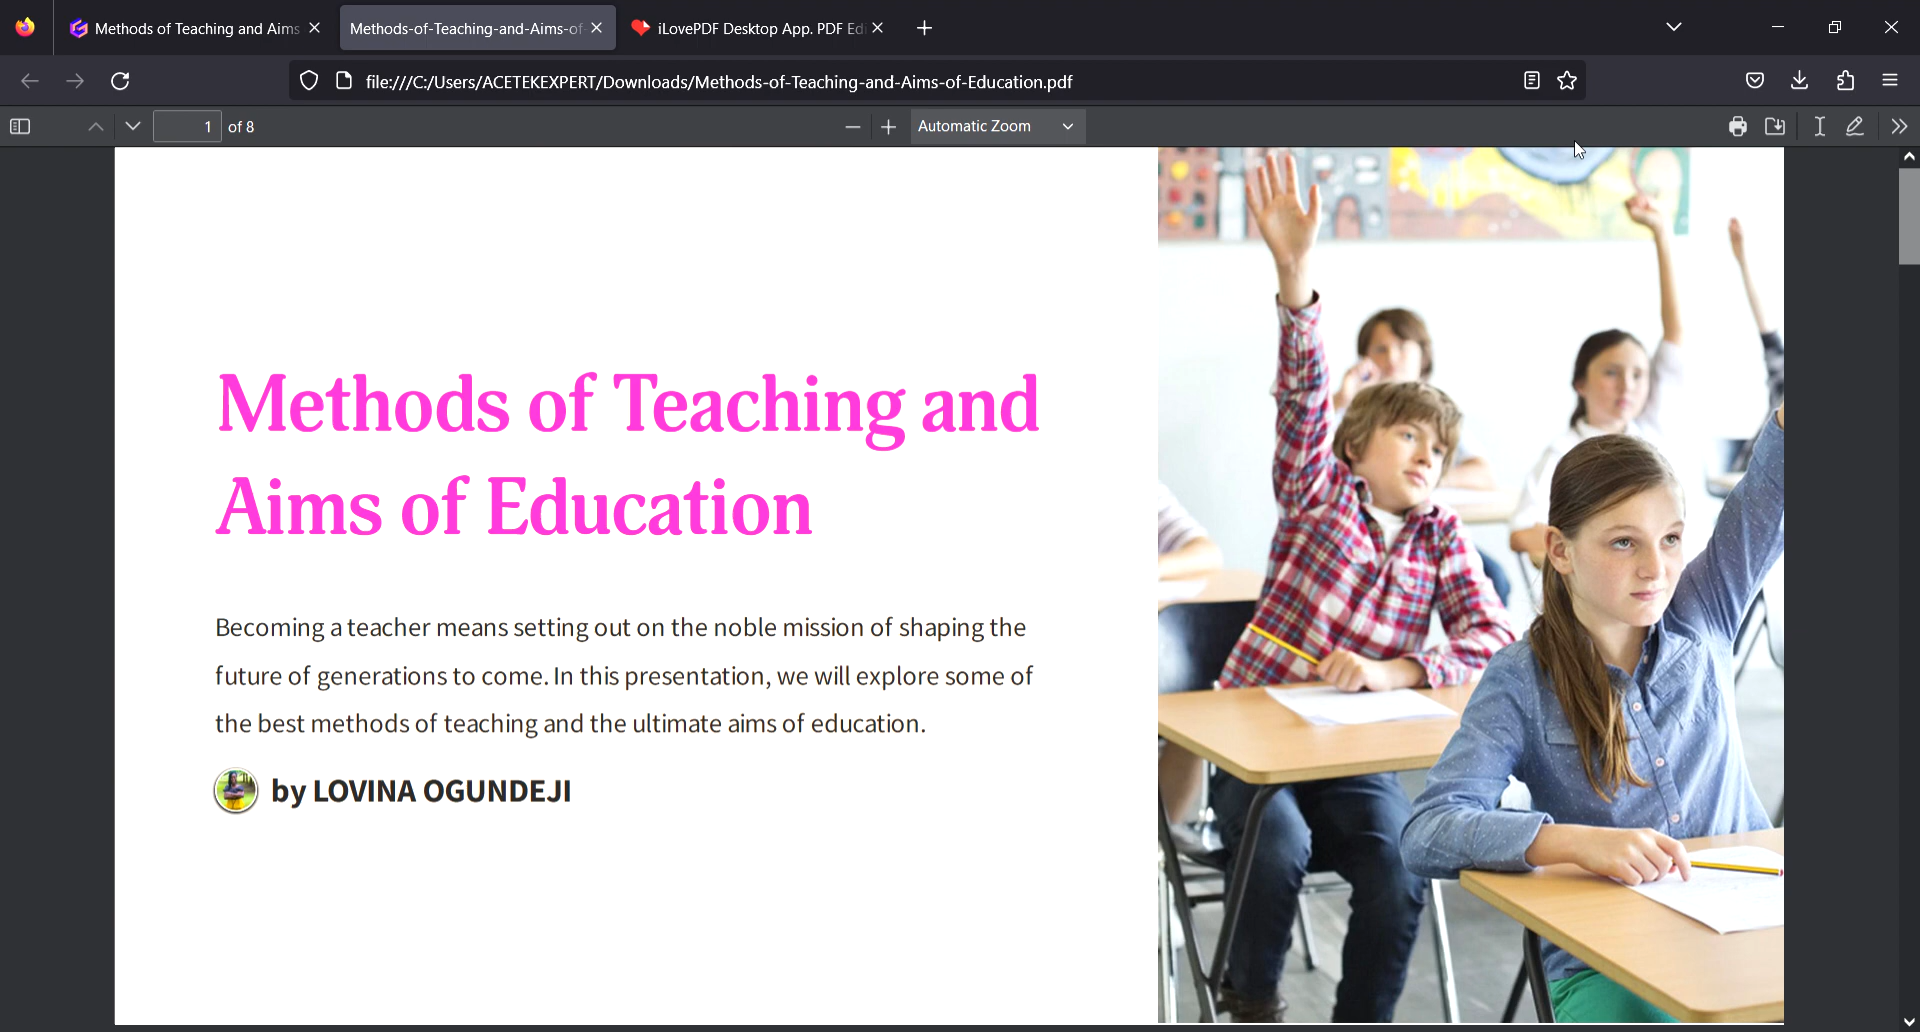 Methods of Teaching and Aims
Methods-of-Teaching-and-Aims-of-
iLovePDF Desktop App. PDF Edi
file:///C:/Users/ACETEKEXPERT/Downloads/Methods-of-Teaching-and-Aims-of-Education.pdf
1 of 8
Automatic Zoom
Methods of Teaching and
Aims of Education
Becoming a teacher means setting out on the noble mission of shaping the
future of generations to come. In this presentation, we will explore some of
the best methods of teaching and the ultimate aims of education.
by LOVINA OGUNDEJI